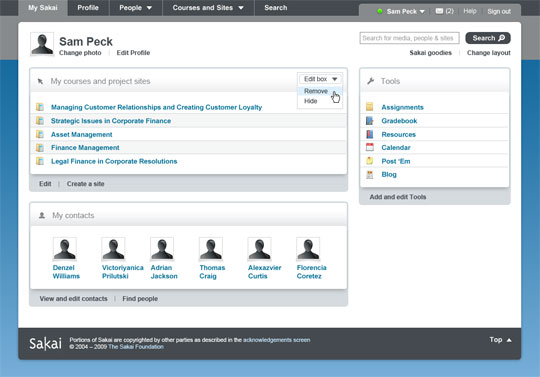 My Sakai Profile People Courses and Sites Search
Sam Peck (2) Help Sign out
Sam Peck
Change photo | Edit Profile
Search for media, people & sites Search
Sakai goodies | Change layout
My courses and project sites
Edit box
Remove
Hide
Managing Customer Relationships and Creating Customer Loyalty
Strategic Issues in Corporate Finance
Asset Management
Finance Management
Legal Finance in Corporate Resolutions
Edit | Create a site
Tools
Assignments
Gradebook
Resources
Calendar
Post 'Em
Blog
Add and edit Tools
My contacts
Denzel Williams
Victoriyanica Prilutski
Adrian Jackson
Thomas Craig
Alexazvier Curtis
Florencia Coretez
View and edit contacts | Find people
Sakai
Portions of Sakai are copyrighted by other parties as described in the acknowledgements screen
© 2004 – 2009 The Sakai Foundation
Top